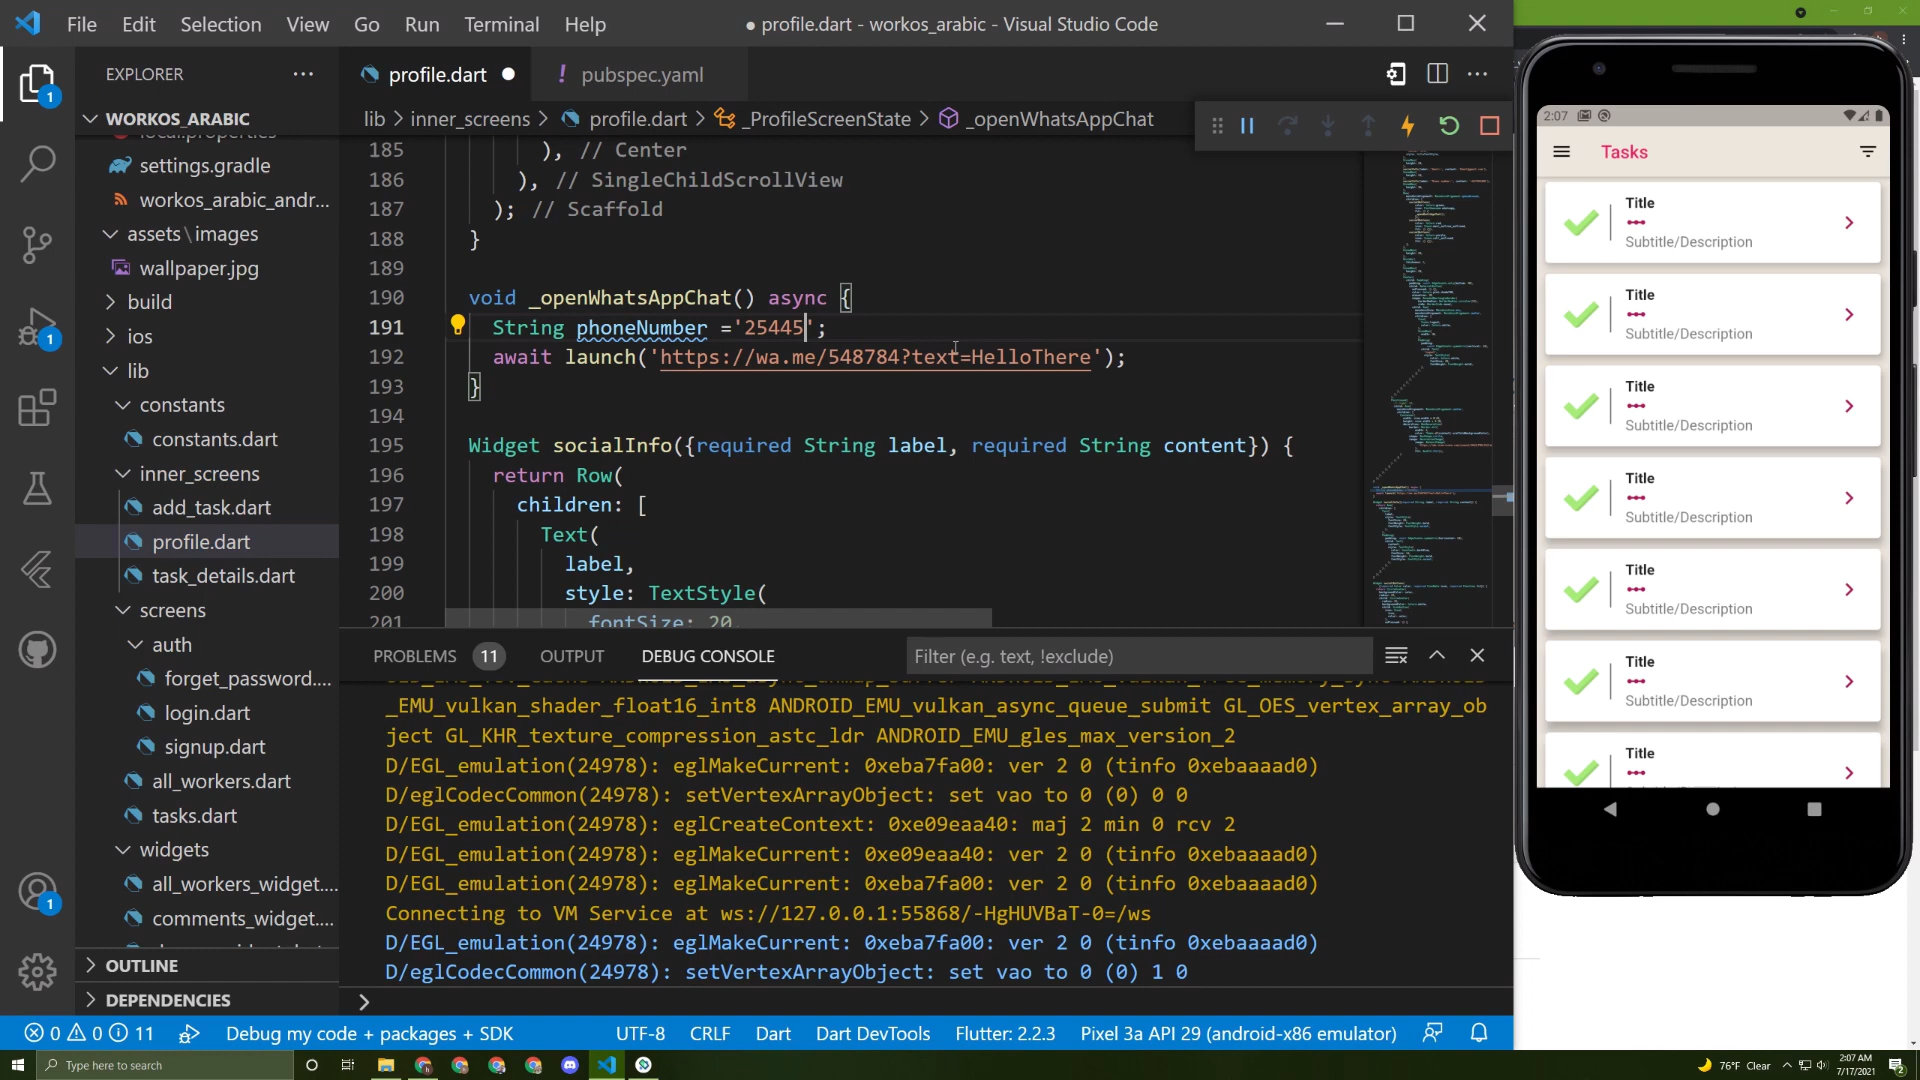 File Edit Selection View Go Run Terminal Help
● profile.dart - workos_arabic - Visual Studio Code
EXPLORER
WORKOS_ARABIC
local.properties
settings.gradle
workos_arabic_andr...
assets\images
wallpaper.jpg
build
ios
lib
constants
constants.dart
inner_screens
add_task.dart
profile.dart
task_details.dart
screens
auth
forget_password....
login.dart
signup.dart
all_workers.dart
tasks.dart
widgets
all_workers_widget....
comments_widget....
OUTLINE
DEPENDENCIES
1
1
1
profile.dart ●
! pubspec.yaml
lib > inner_screens > profile.dart > _ProfileScreenState > _openWhatsAppChat
185 ), // Center
186 ), // SingleChildScrollView
187 ); // Scaffold
188 }
189
190 void _openWhatsAppChat() async {
191 String phoneNumber ='25445';
192 await launch('https://wa.me/548784?text=HelloThere');
193 }
194
195 Widget socialInfo({required String label, required String content}) {
196 return Row(
197 children: [
198 Text(
199 label,
200 style: TextStyle(
201 fontSize: 20,
PROBLEMS 11 OUTPUT DEBUG CONSOLE Filter (e.g. text, !exclude)
_EMU_vulkan_shader_float16_int8 ANDROID_EMU_vulkan_async_queue_submit GL_OES_vertex_array_ob
ject GL_KHR_texture_compression_astc_ldr ANDROID_EMU_gles_max_version_2
D/EGL_emulation(24978): eglMakeCurrent: 0xeba7fa00: ver 2 0 (tinfo 0xebaaaad0)
D/eglCodecCommon(24978): setVertexArrayObject: set vao to 0 (0) 0 0
D/EGL_emulation(24978): eglCreateContext: 0xe09eaa40: maj 2 min 0 rcv 2
D/EGL_emulation(24978): eglMakeCurrent: 0xe09eaa40: ver 2 0 (tinfo 0xebaaaad0)
D/EGL_emulation(24978): eglMakeCurrent: 0xeba7fa00: ver 2 0 (tinfo 0xebaaaad0)
Connecting to VM Service at ws://127.0.0.1:55868/-HgHUVBaT-0=/ws
D/EGL_emulation(24978): eglMakeCurrent: 0xeba7fa00: ver 2 0 (tinfo 0xebaaaad0)
D/eglCodecCommon(24978): setVertexArrayObject: set vao to 0 (0) 1 0
>
0 0 11 Debug my code + packages + SDK UTF-8 CRLF Dart Dart DevTools Flutter: 2.2.3 Pixel 3a API 29 (android-x86 emulator)
2:07
Tasks
Title
Subtitle/Description
Title
Subtitle/Description
Title
Subtitle/Description
Title
Subtitle/Description
Title
Subtitle/Description
Title
Subtitle/Description
Title
Type here to search
76°F Clear
2:07 AM
7/17/2021
2